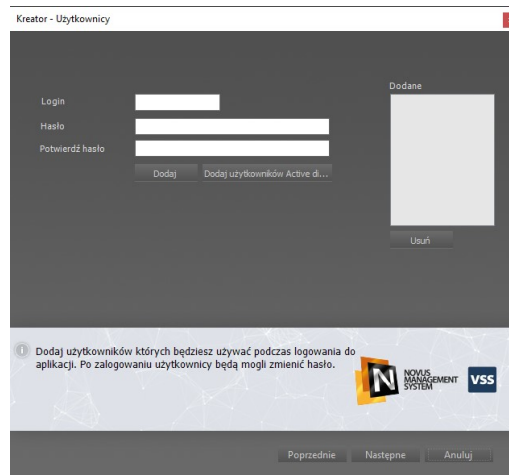 Kreator - Użytkownicy
Dodane
Login
Hasło
Potwierdź hasło
Dodaj
Dodaj użytkowników Active di...
Usuń
Dodaj użytkowników których będziesz używać podczas logowania do
aplikacji. Po zalogowaniu użytkownicy będą mogli zmienić hasło.
N
NOVUS
MANAGEMENT
SYSTEM
VSS
Poprzednie
Następne
Anuluj